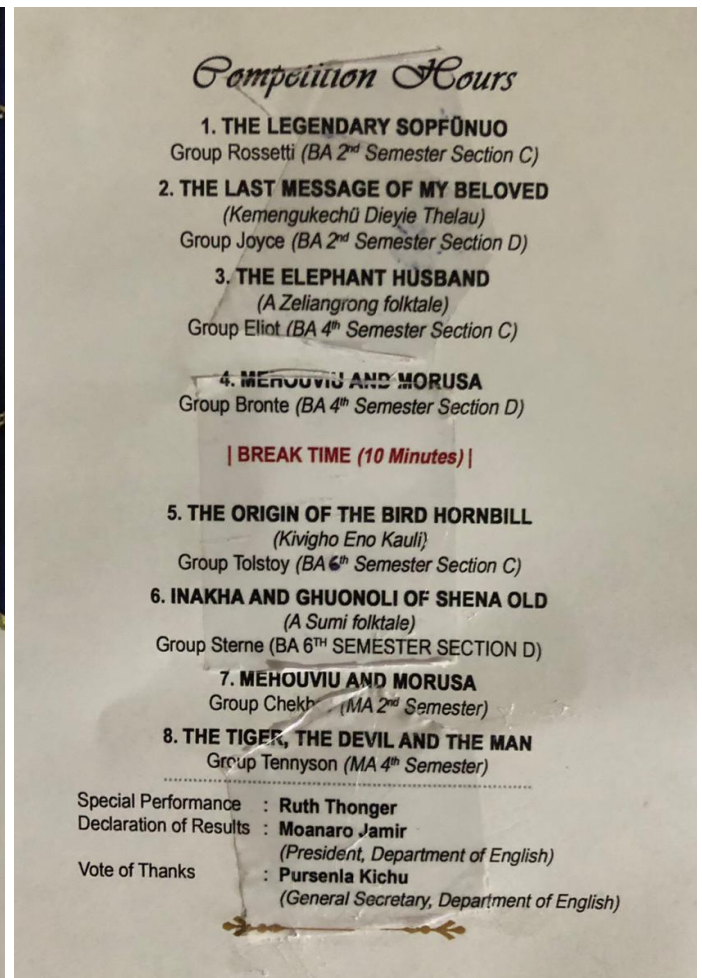 Competition Hours
1. THE LEGENDARY SOPFÜNUO
Group Rossetti (BA 2nd Semester Section C)
2. THE LAST MESSAGE OF MY BELOVED
(Kemengukechü Dieyie Thelau)
Group Joyce (BA 2nd Semester Section D)
3. THE ELEPHANT HUSBAND
(A Zeliangrong folktale)
Group Eliot (BA 4th Semester Section C)
4. MEHOUVIU AND MORUSA
Group Bronte (BA 4th Semester Section D)
| BREAK TIME (10 Minutes) |
5. THE ORIGIN OF THE BIRD HORNBILL
(Kivigho Eno Kauli)
Group Tolstoy (BA 6th Semester Section C)
6. INAKHA AND GHUONOLI OF SHENA OLD
(A Sumi folktale)
Group Sterne (BA 6TH SEMESTER SECTION D)
7. MEHOUVIU AND MORUSA
Group (MA 2nd Semester)
8. THE TIGER, THE DEVIL AND THE MAN
Group Tennyson (MA 4th Semester)
Special Performance : Ruth Thonger
Declaration of Results : Moanaro Jamir
(President, Department of English)
Vote of Thanks : Pursenla Kichu
(General Secretary, Department of English)